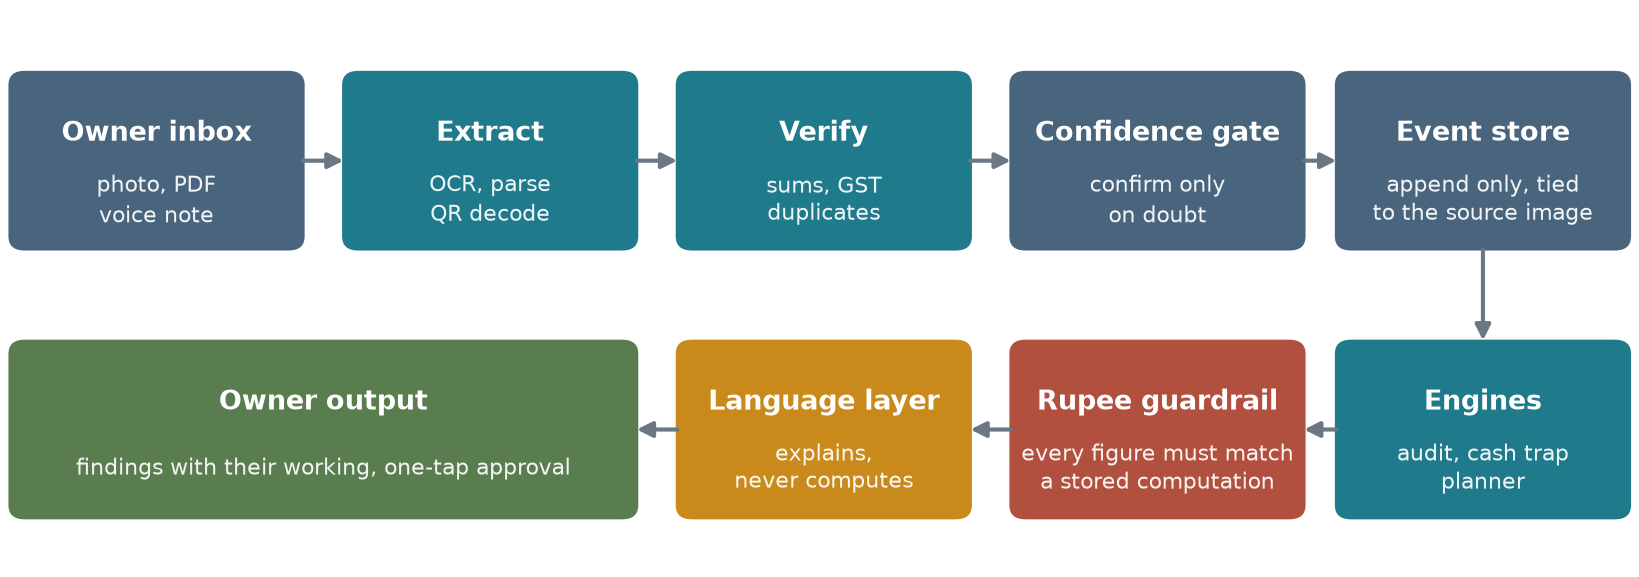 Owner inbox
photo, PDF
voice note
Extract
OCR, parse
QR decode
Verify
sums, GST
duplicates
Confidence gate
confirm only
on doubt
Event store
append only, tied
to the source image
Engines
audit, cash trap
planner
Rupee guardrail
every figure must match
a stored computation
Language layer
explains,
never computes
Owner output
findings with their working, one-tap approval